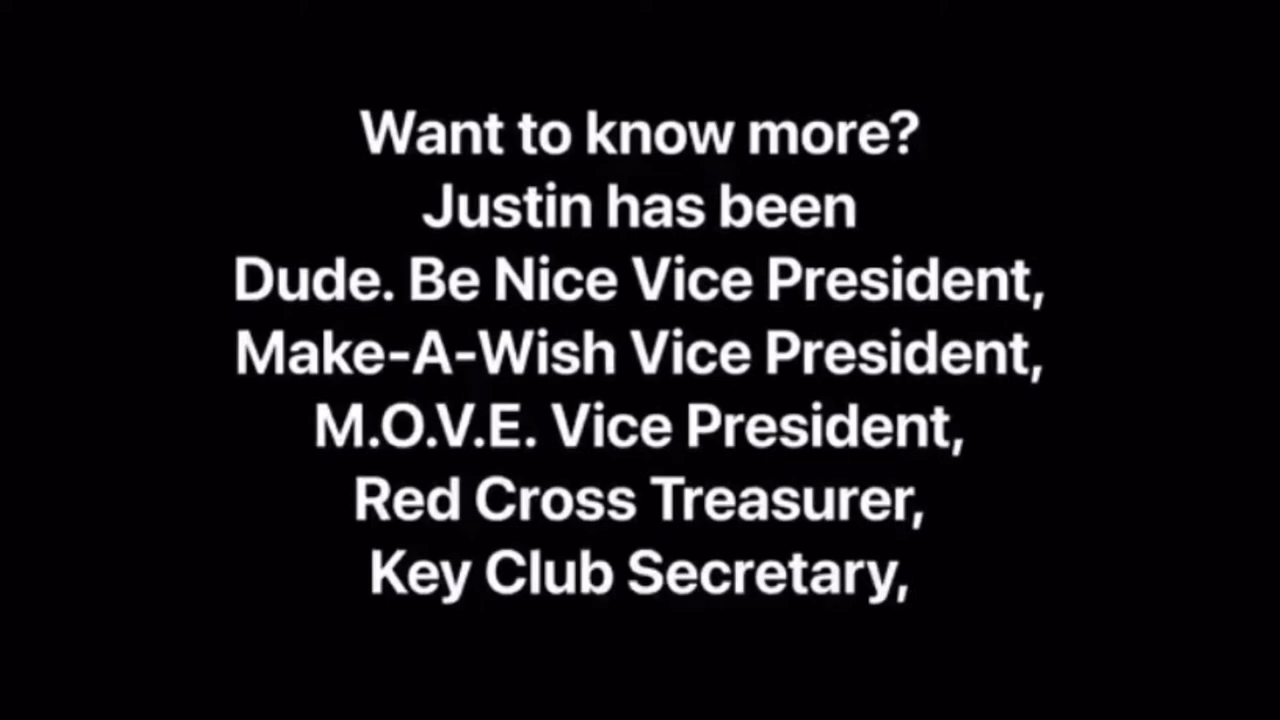 Want to know more?
Justin has been
Dude. Be Nice Vice President,
Make-A-Wish Vice President,
M.O.V.E. Vice President,
Red Cross Treasurer,
Key Club Secretary,